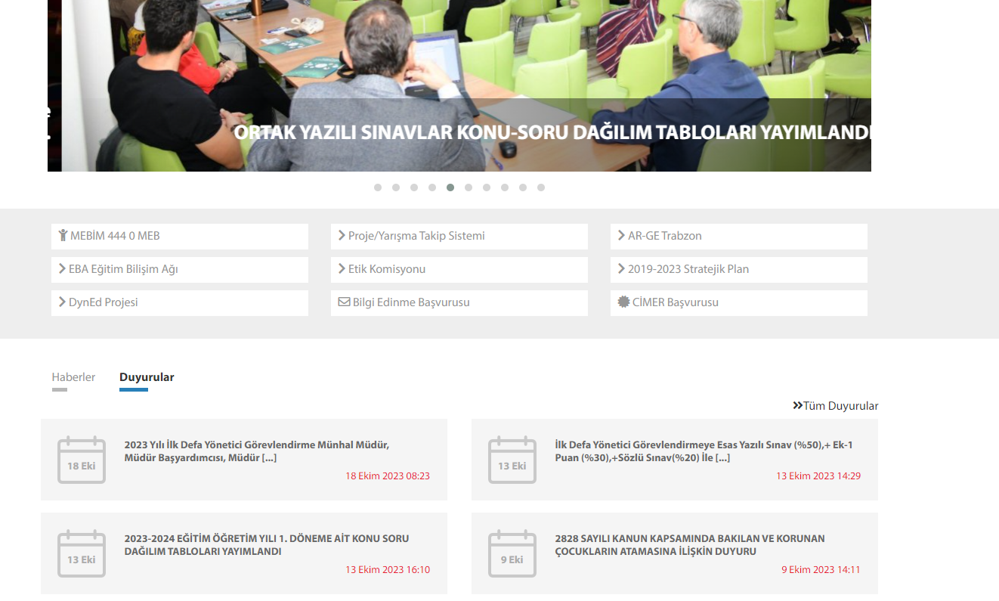 ORTAK YAZILI SINAVLAR KONU-SORU DAĞILIM TABLOLARI YAYIMLANDI
MEBİM 444 0 MEB
Proje/Yarışma Takip Sistemi
AR-GE Trabzon
EBA Eğitim Bilişim Ağı
Etik Komisyonu
2019-2023 Stratejik Plan
DynEd Projesi
Bilgi Edinme Başvurusu
CİMER Başvurusu
Haberler
Duyurular
Tüm Duyurular
18 Eki
2023 Yılı İlk Defa Yönetici Görevlendirme Münhal Müdür,
Müdür Başyardımcısı, Müdür [...]
18 Ekim 2023 08:23
13 Eki
İlk Defa Yönetici Görevlendirmeye Esas Yazılı Sınav (%50),+ Ek-1
Puan (%30),+Sözlü Sınav(%20) İle [...]
13 Ekim 2023 14:29
13 Eki
2023-2024 EĞİTİM ÖĞRETİM YILI 1. DÖNEME AİT KONU SORU
DAĞILIM TABLOLARI YAYIMLANDI
13 Ekim 2023 16:10
9 Eki
2828 SAYILI KANUN KAPSAMINDA BAKILAN VE KORUNAN
ÇOCUKLARIN ATAMASINA İLİŞKİN DUYURU
9 Ekim 2023 14:11